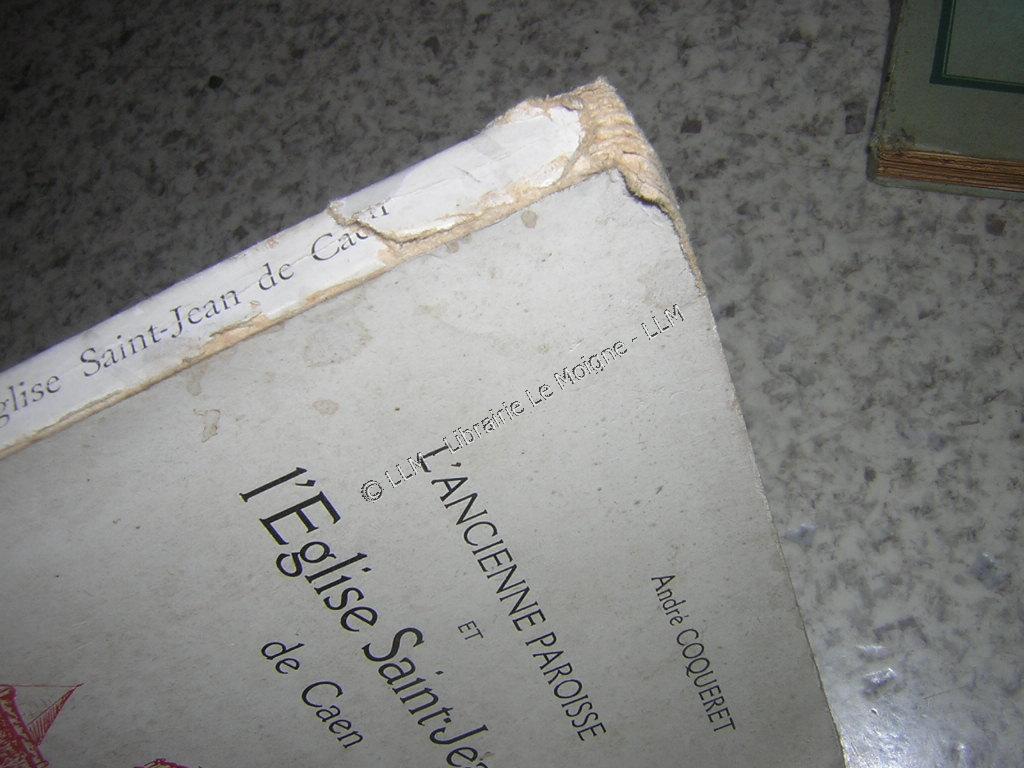 glise Saint-Jean de Caen
André COQUERET
L'ANCIENNE PAROISSE
ET
l'Eglise Saint-Je
de Caen
© LLM - Librairie Le Moigne - LLM